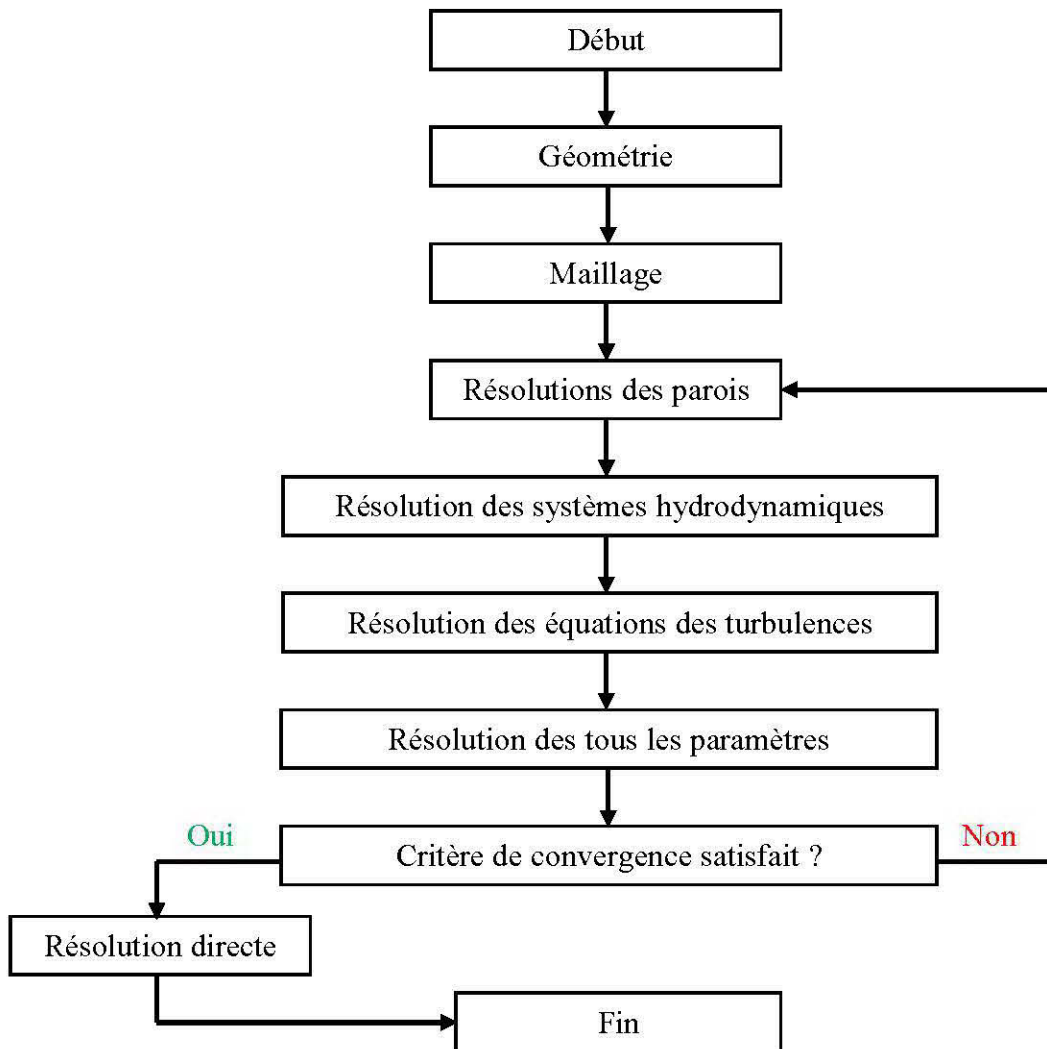 Début
Géométrie
Maillage
Résolutions des parois
Résolution des systèmes hydrodynamiques
Résolution des équations des turbulences
Résolution des tous les paramètres
Oui
Critère de convergence satisfait ?
Non
Résolution directe
Fin